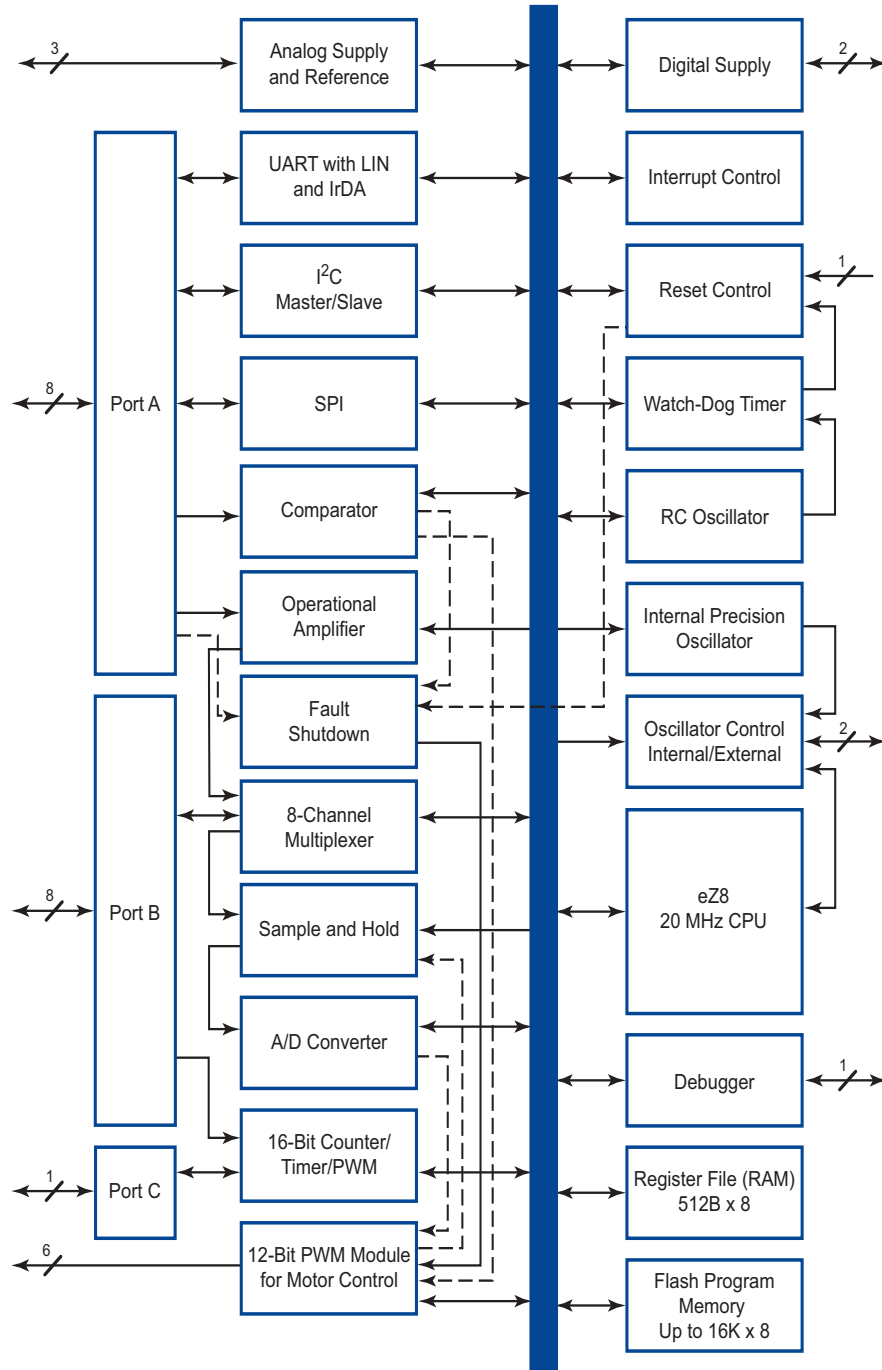 3
Analog Supply
and Reference
Digital Supply
2
UART with LIN
and IrDA
Interrupt Control
I²C
Master/Slave
Reset Control
1
8
Port A
SPI
Watch-Dog Timer
Comparator
RC Oscillator
Operational
Amplifier
Internal Precision
Oscillator
Fault
Shutdown
Oscillator Control
Internal/External
2
8-Channel
Multiplexer
8
Port B
Sample and Hold
eZ8
20 MHz CPU
A/D Converter
Debugger
1
1
Port C
16-Bit Counter/
Timer/PWM
Register File (RAM)
512B x 8
6
12-Bit PWM Module
for Motor Control
Flash Program
Memory
Up to 16K x 8